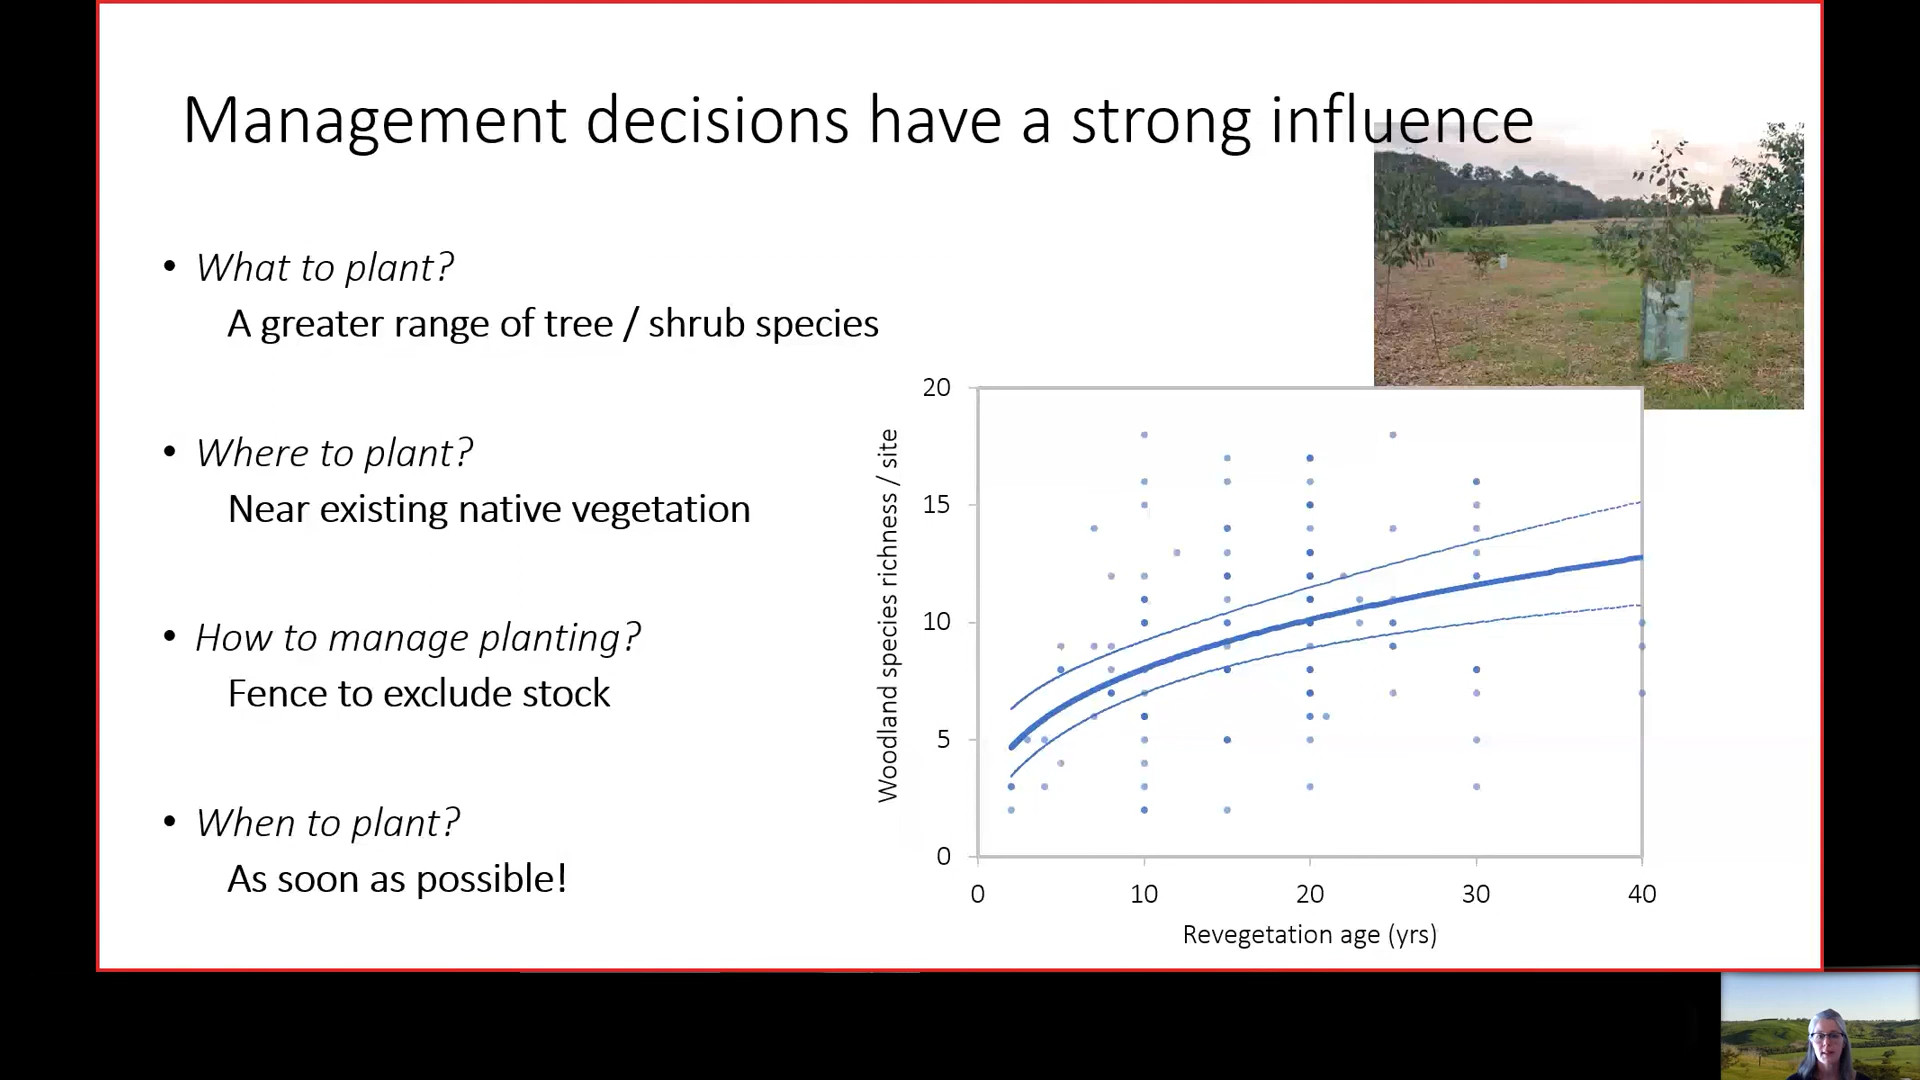 Management decisions have a strong influence
• What to plant?
A greater range of tree / shrub species
• Where to plant?
Near existing native vegetation
• How to manage planting?
Fence to exclude stock
• When to plant?
As soon as possible!
Woodland species richness / site
20
15
10
5
0
0 10 20 30 40
Revegetation age (yrs)